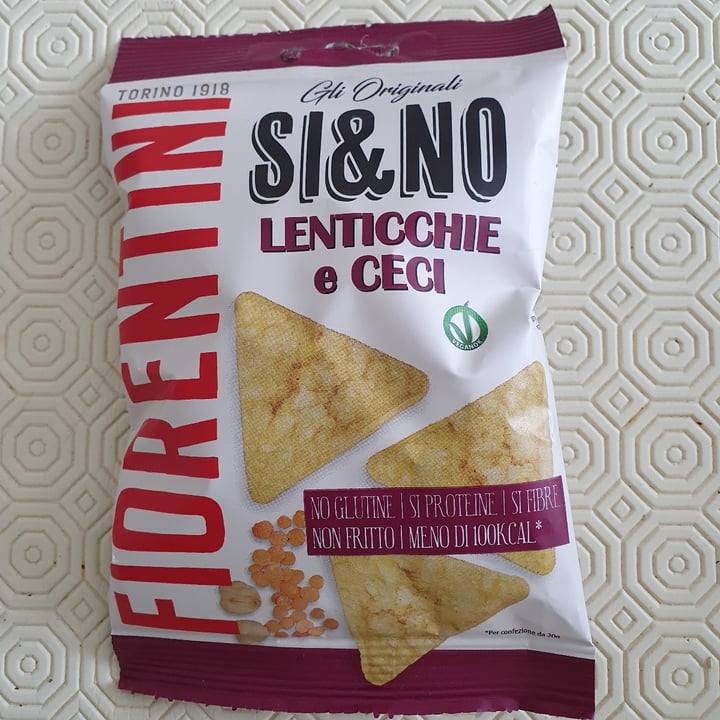 TORINO 1918
FIORENTINI
Gli Originali
SI&NO
LENTICCHIE
e CECI
VEGANOK
NO GLUTINE | SI PROTEINE | SI FIBRE
NON FRITTO | MENO DI 100KCAL*
*Per confezione da 20g